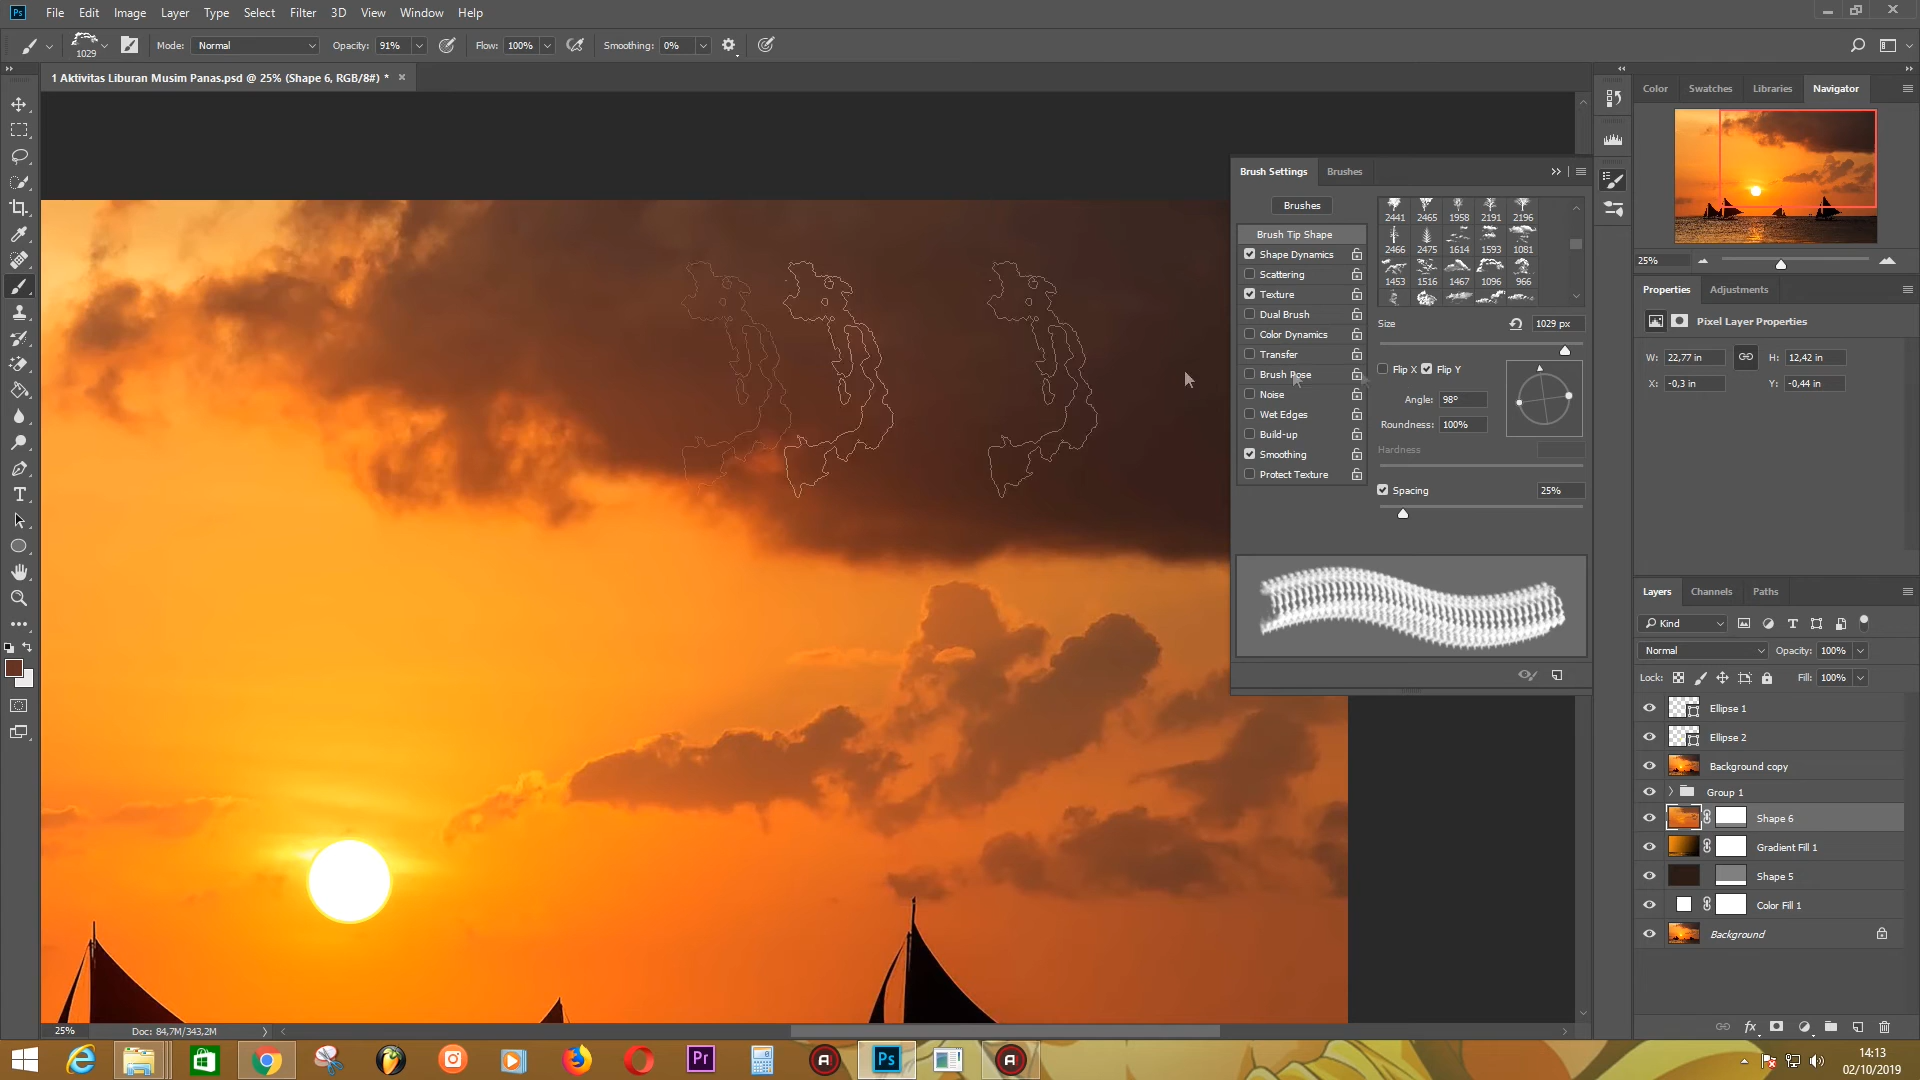 Ps File Edit Image Layer Type Select Filter 3D View Window Help
1029 Mode: Normal Opacity: 91% Flow: 100% Smoothing: 0%
1 Aktivitas Liburan Musim Panas.psd @ 25% (Shape 6, RGB/8#) *
Color Swatches Libraries Navigator
25%
Brush Settings Brushes
Brushes
Brush Tip Shape
Shape Dynamics
Scattering
Texture
Dual Brush
Color Dynamics
Transfer
Brush Pose
Noise
Wet Edges
Build-up
Smoothing
Protect Texture
2441 2465 1958 2191 2196
2466 2475 1614 1593 1081
1453 1516 1467 1096 966
Size 1029 px
Flip X Flip Y
Angle: 98º
Roundness: 100%
Hardness
Spacing 25%
Properties Adjustments
Pixel Layer Properties
W: 22,77 in H: 12,42 in
X: -0,3 in Y: -0,44 in
Layers Channels Paths
Kind
Normal Opacity: 100%
Lock: Fill: 100%
Ellipse 1
Ellipse 2
Background copy
Group 1
Shape 6
Gradient Fill 1
Shape 5
Color Fill 1
Background
fx
25% Doc: 84,7M/343,2M
Pr Ps
14:13
02/10/2019